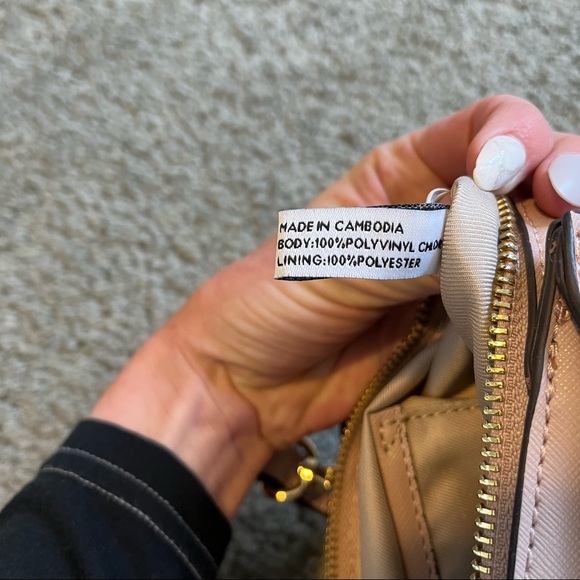 MADE IN CAMBODIA
BODY:100%POLYVINYL
LINING:100%POLYESTER